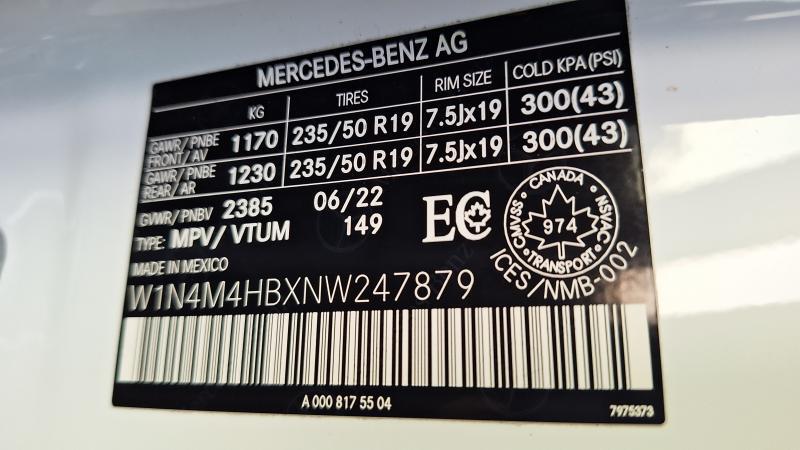 MERCEDES-BENZ AG
KG TIRES RIM SIZE COLD KPA (PSI)
GAWR/PNBE FRONT/AV 1170 235/50 R19 7.5Jx19 300(43)
GAWR/PNBE REAR/AR 1230 235/50 R19 7.5Jx19 300(43)
GVWR/PNBV 2385 06/22
TYPE: MPV/VTUM 149
EC
CANADA
CMVSS NSVAC
974
TRANSPORT
ICES/NMB-002
MADE IN MEXICO
W1N4M4HBXNW247879
A 000 817 55 04
7975373